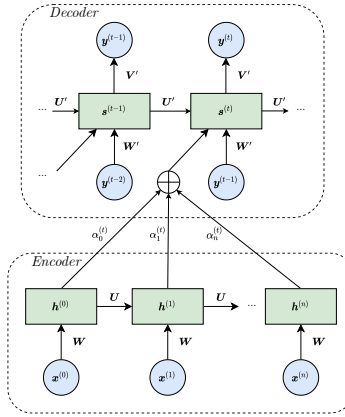 Decoder
y^{(t-1)} y^{(t)}
V′ V′
... U′ s^{(t-1)} U′ s^{(t)} U′ ...
W′ W′
... y^{(t-2)} y^{(t-1)}
α_0^{(t)} α_1^{(t)} α_n^{(t)}
Encoder
h^{(0)} U h^{(1)} U ... h^{(n)}
W W W
x^{(0)} x^{(1)} x^{(n)}